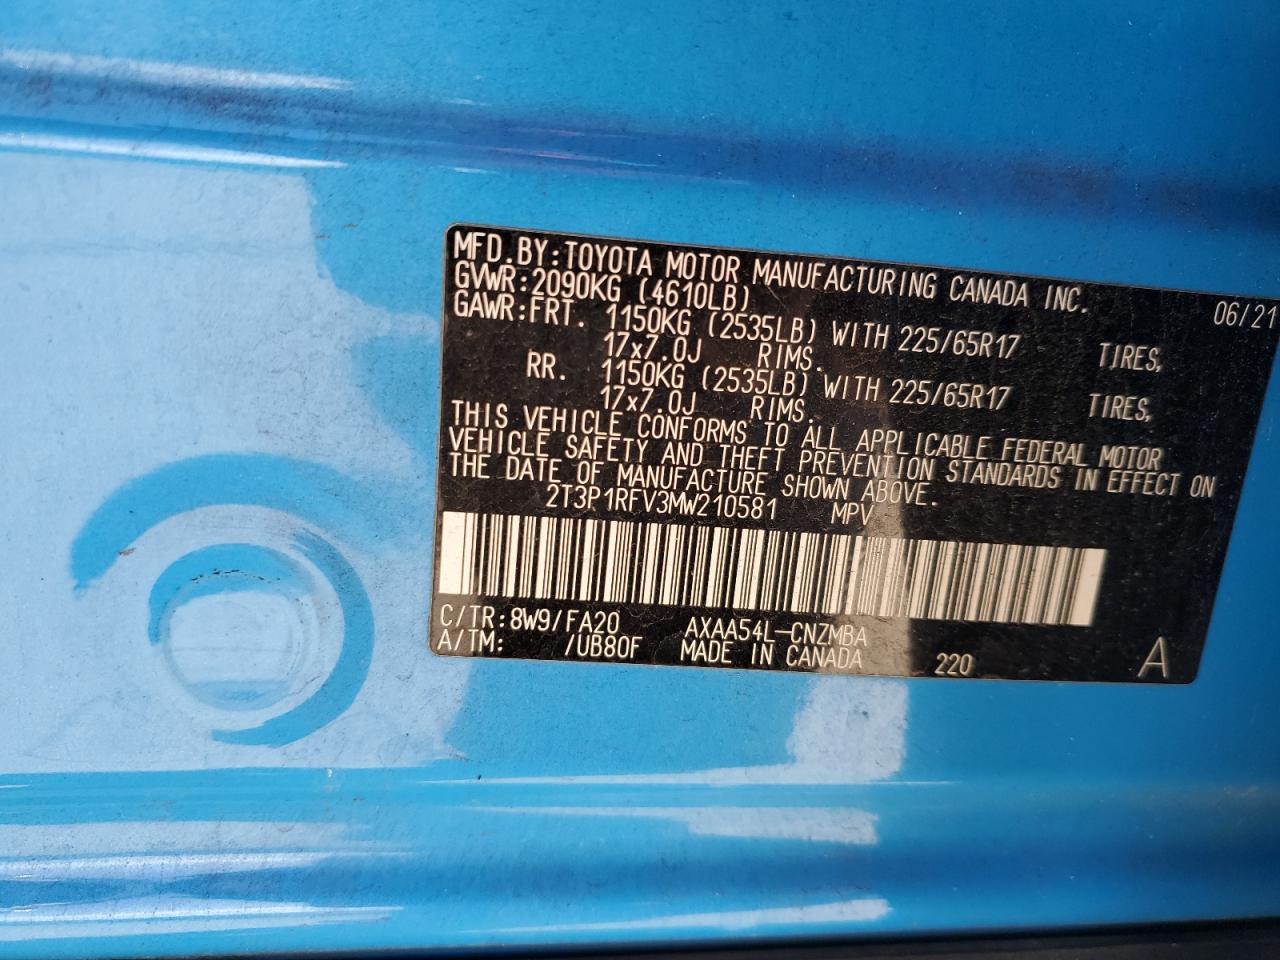 MFD.BY:TOYOTA MOTOR MANUFACTURING CANADA INC. 06/21
GVWR:2090KG (4610LB)
GAWR:FRT. 1150KG (2535LB) WITH 225/65R17 TIRES,
17x7.0J RIMS.
RR. 1150KG (2535LB) WITH 225/65R17 TIRES,
17x7.0J RIMS.
THIS VEHICLE CONFORMS TO ALL APPLICABLE FEDERAL MOTOR
VEHICLE SAFETY AND THEFT PREVENTION STANDARDS IN EFFECT ON
THE DATE OF MANUFACTURE SHOWN ABOVE.
2T3P1RFV3MW210581 MPV
C/TR:8W9/FA20 AXAA54L-CNZMBA
A/TM: /UB80F MADE IN CANADA 220 A